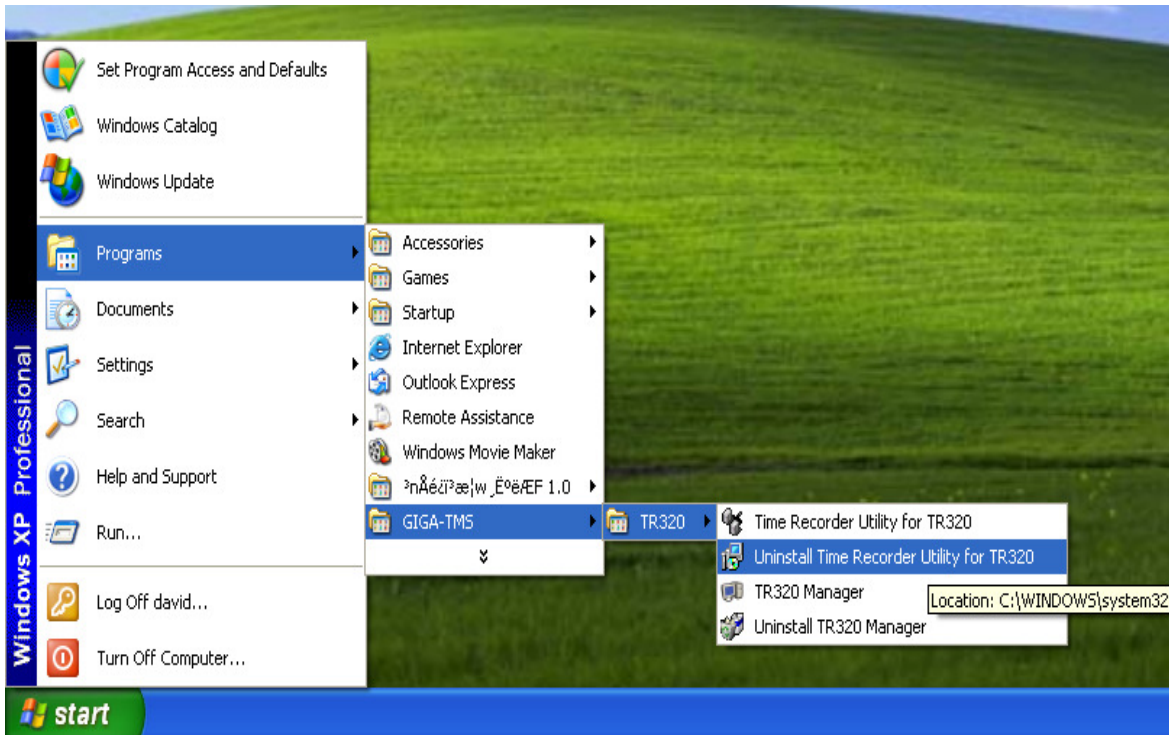 Set Program Access and Defaults
Windows Catalog
Windows Update
Programs
Documents
Settings
Search
Help and Support
Run...
Log Off david...
Turn Off Computer...
Windows XP Professional
start
Accessories
Games
Startup
Internet Explorer
Outlook Express
Remote Assistance
Windows Movie Maker
1.0
GIGA-TMS
TR320
Time Recorder Utility for TR320
Uninstall Time Recorder Utility for TR320
TR320 Manager
Uninstall TR320 Manager
Location: C:\WINDOWS\system32